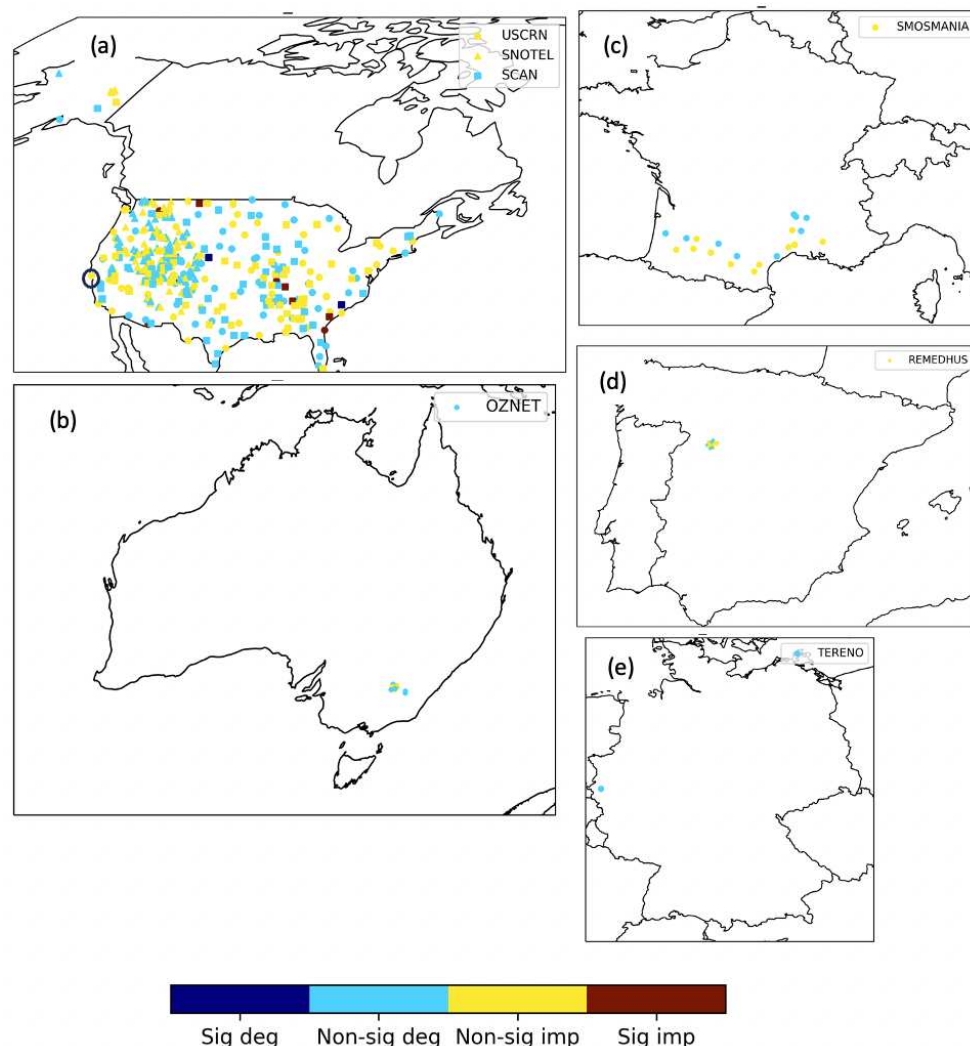 (a)
USCRN
SNOTEL
SCAN
(b)
OZNET
(c)
SMOSMANIA
(d)
REMEDHUS
(e)
TERENO
Sig deg
Non-sig deg
Non-sig imp
Sig imp